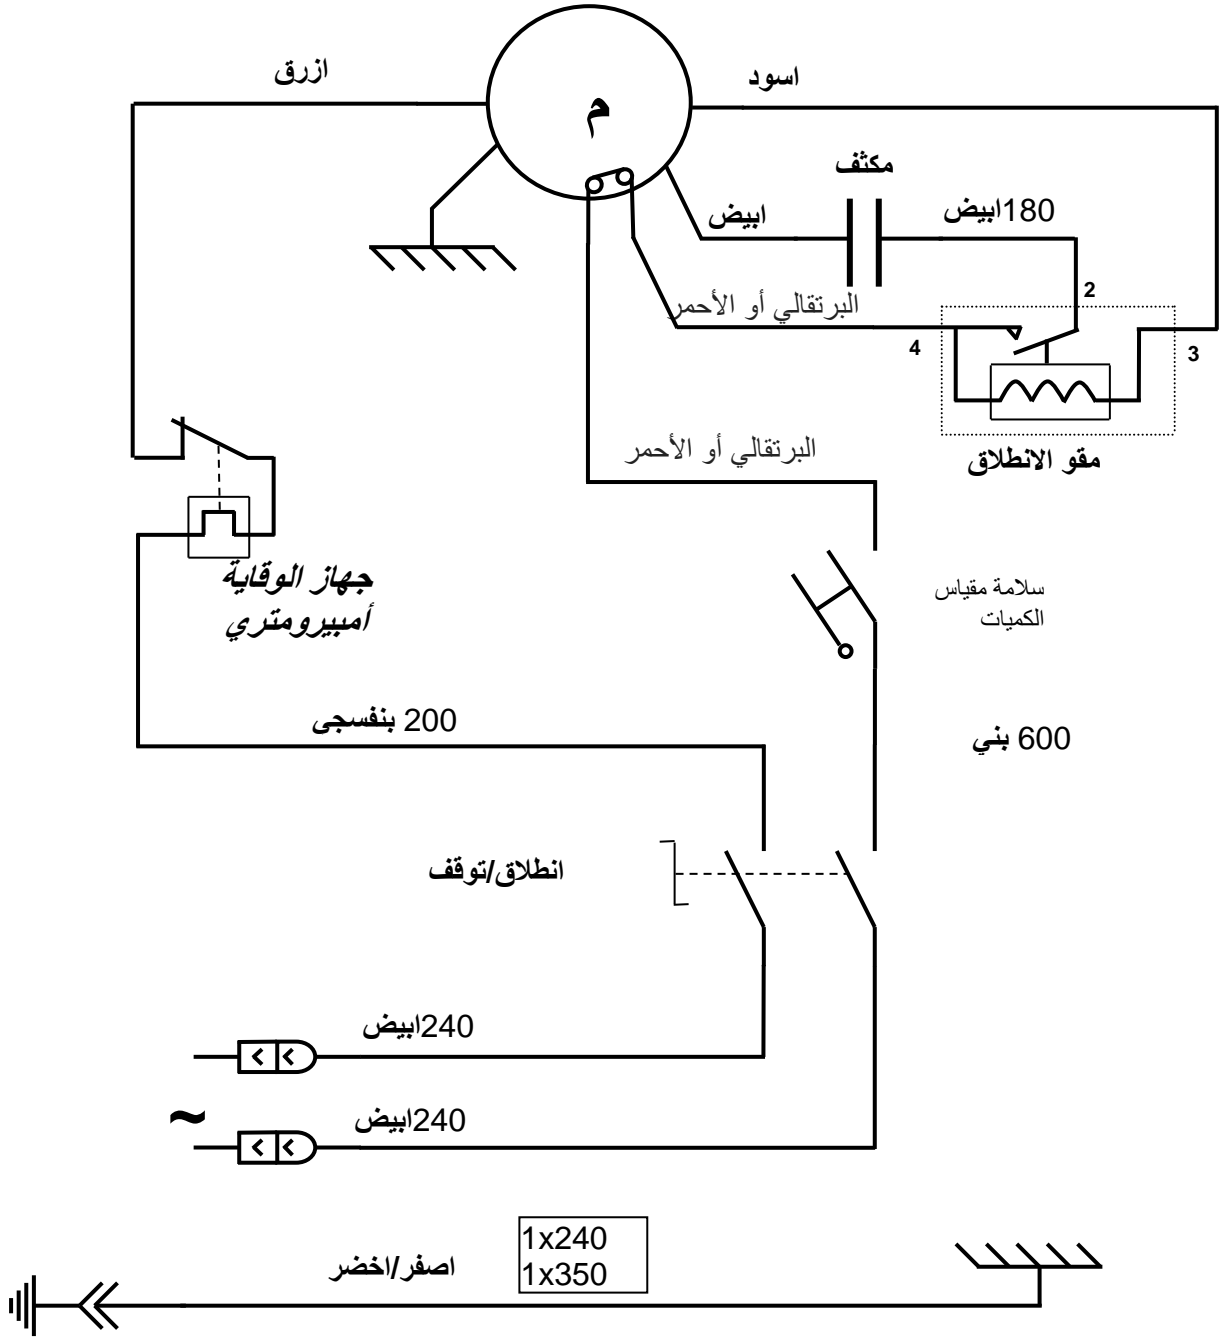 ازرق
اسود
م
مكثف
ابيض
180ابيض
2
البرتقالي أو الأحمر
4
3
مقو الانطلاق
البرتقالي أو الأحمر
جهاز الوقاية
أمبيرومتري
سلامة مقياس
الكميات
200 بنفسجى
600 بني
انطلاق/توقف
240ابيض
~
240ابيض
1x240
1x350
اصفر/اخضر